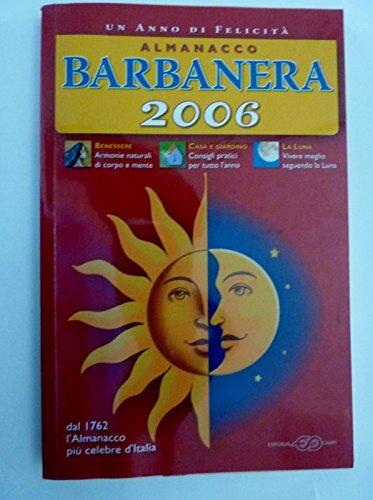 UN ANNO DI FELICITÀ
ALMANACCO
BARBANERA
2006
BENESSERE
Armonie naturali
di corpo e mente
CASA E GIARDINO
Consigli pratici
per tutto l'anno
LA LUNA
Vivere meglio
seguendo la Luna
dal 1762
l'Almanacco
più celebre d'Italia
EDITORIALE CAMPI